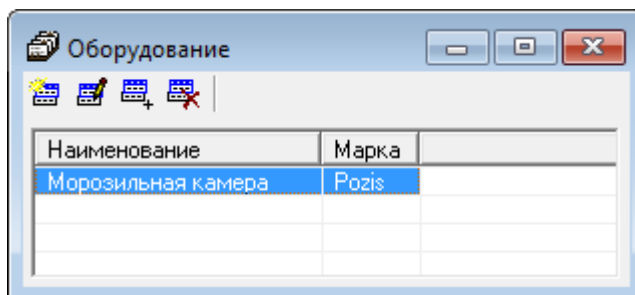 Оборудование
Наименование Марка
Морозильная камера Pozis